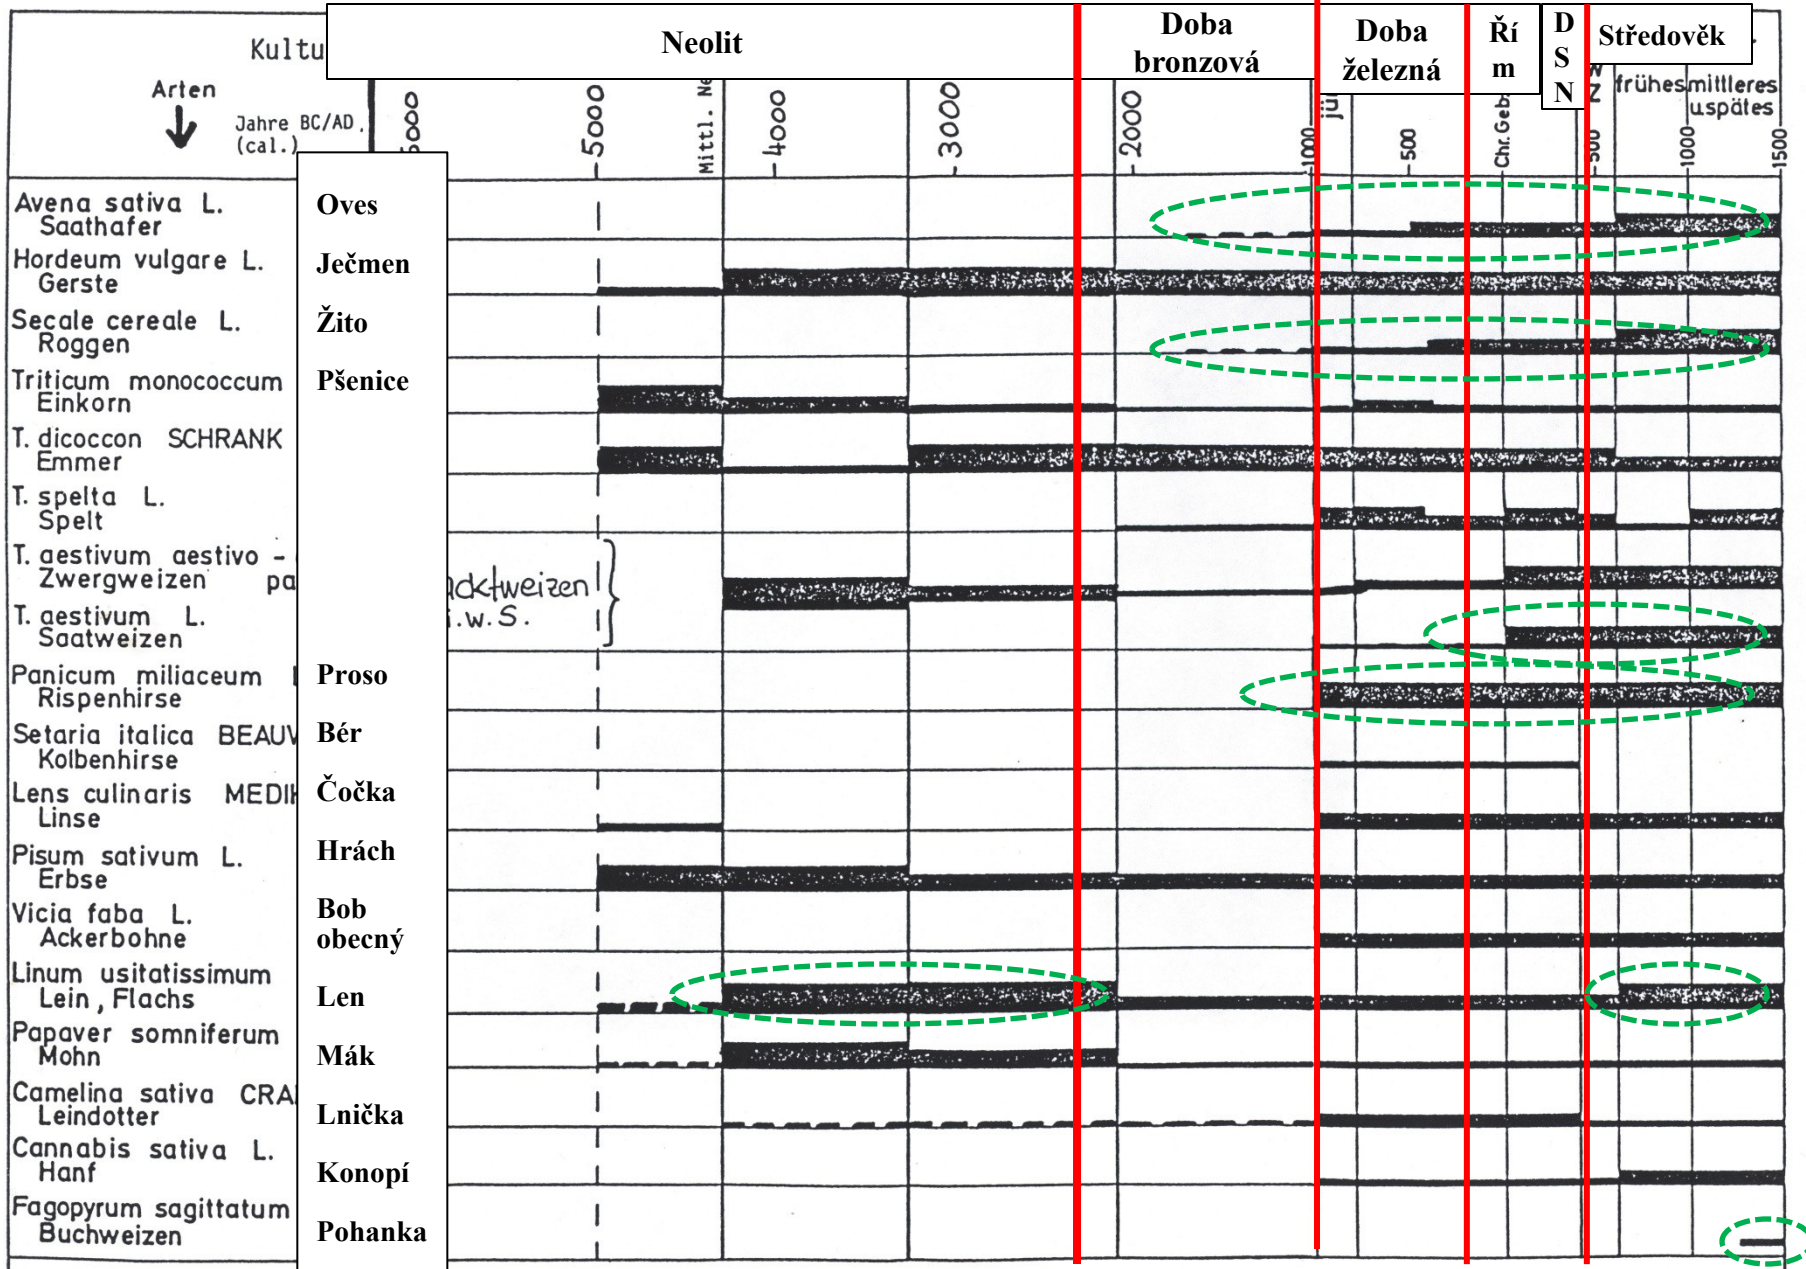 Neolit
Doba
bronzová
Doba
železná
Ří
m
D
S
N
Středověk
Kultu
Arten
Jahre BC/AD
(cal.)
5000
Mittl. Ne
4000
3000
2000
1000
500
Chr. Geb.
W
Z
500
frühes
mittleres
u.spätes
1000
1500
Avena sativa L.
Saathafer
Oves
Hordeum vulgare L.
Gerste
Ječmen
Secale cereale L.
Roggen
Žito
Triticum monococcum
Einkorn
Pšenice
T. dicoccon SCHRANK
Emmer
T. spelta L.
Spelt
T. aestivum aestivo -
Zwergweizen pa
acktweizen
i.w.S.
T. aestivum L.
Saatweizen
Panicum miliaceum
Rispenhirse
Proso
Setaria italica BEAUV
Kolbenhirse
Bér
Lens culinaris MEDIK
Linse
Čočka
Pisum sativum L.
Erbse
Hrách
Vicia faba L.
Ackerbohne
Bob
obecný
Linum usitatissimum
Lein, Flachs
Len
Papaver somniferum
Mohn
Mák
Camelina sativa CRA
Leindotter
Lnička
Cannabis sativa L.
Hanf
Konopí
Fagopyrum sagittatum
Buchweizen
Pohanka